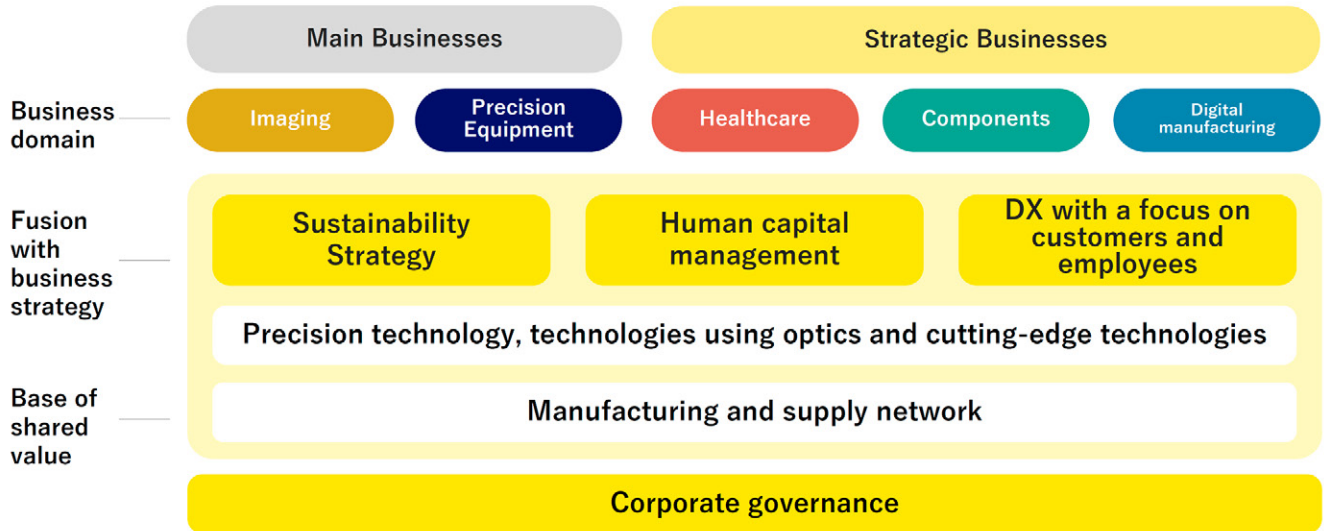 Main Businesses
Strategic Businesses
Business
domain
Imaging
Precision
Equipment
Healthcare
Components
Digital
manufacturing
Fusion
with
business
strategy
Sustainability
Strategy
Human capital
management
DX with a focus on
customers and
employees
Precision technology, technologies using optics and cutting-edge technologies
Base of
shared
value
Manufacturing and supply network
Corporate governance